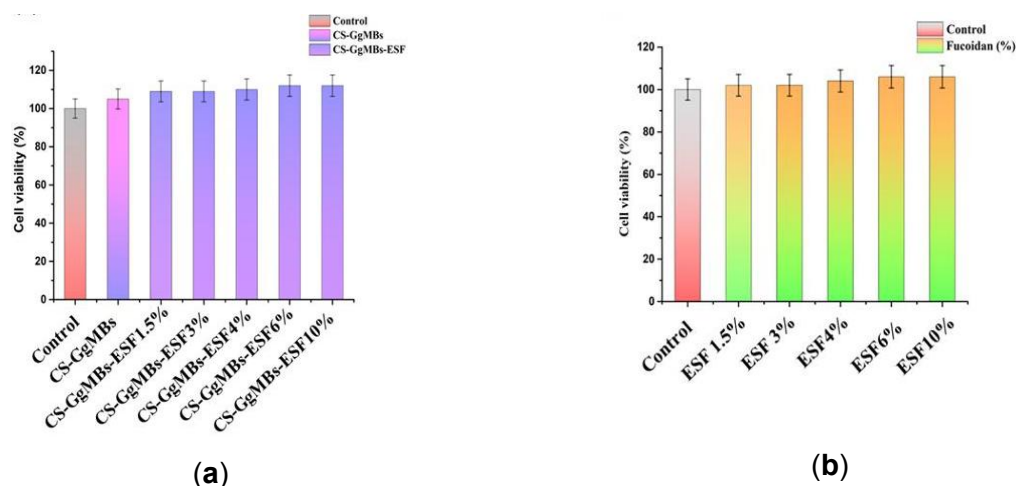 Control
CS-GgMBs
CS-GgMBs-ESF
Cell viability (%)
120
100
80
60
40
20
0
Control
CS-GgMBs
CS-GgMBs-ESF1.5%
CS-GgMBs-ESF3%
CS-GgMBs-ESF4%
CS-GgMBs-ESF6%
CS-GgMBs-ESF10%
(a)
Control
Fucoidan (%)
Cell viability (%)
120
100
80
60
40
20
0
Control
ESF 1.5%
ESF 3%
ESF4%
ESF6%
ESF10%
(b)